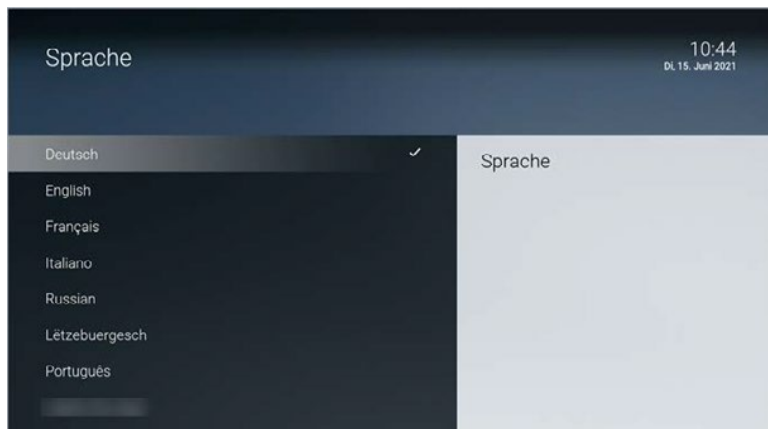 Sprache
10:44
Di, 15. Juni 2021
Deutsch
Sprache
English
Français
Italiano
Russian
Lëtzebuergesch
Português